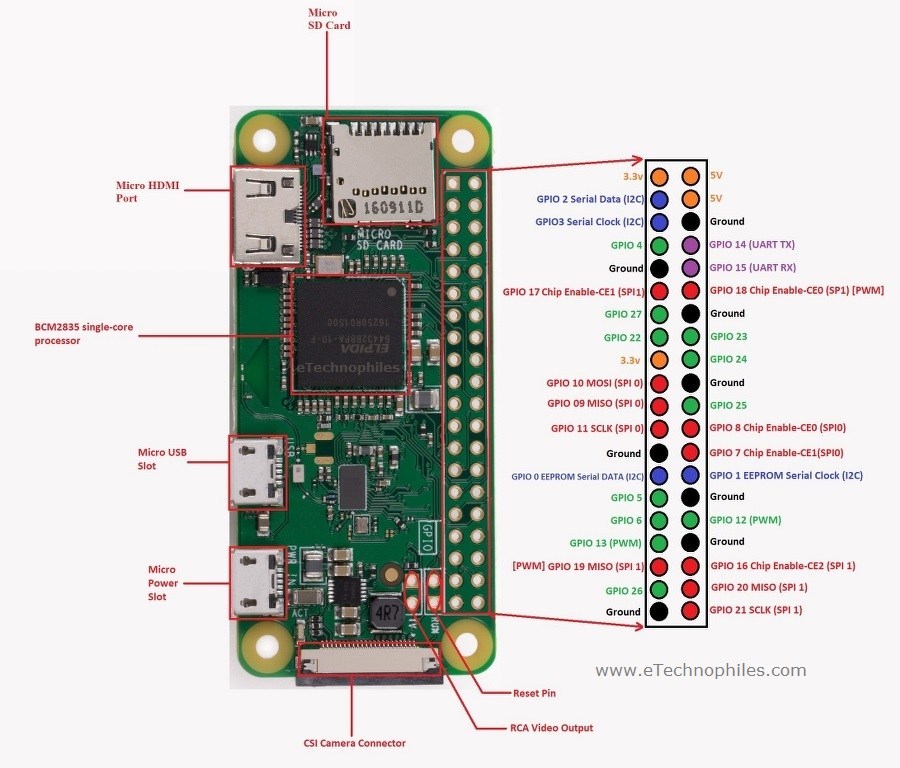 Micro
SD Card
Micro HDMI
Port
BCM2835 single-core
processor
Micro USB
Slot
Micro
Power
Slot
CSI Camera Connector
RCA Video Output
Reset Pin
160911D
MICRO
SD CARD
ELPIDA
eTechnophiles
GPIO
PWR IN
ACT
4R7
TV
RUN
3.3v
5V
GPIO 2 Serial Data (I2C)
5V
GPIO3 Serial Clock (I2C)
Ground
GPIO 4
GPIO 14 (UART TX)
Ground
GPIO 15 (UART RX)
GPIO 17 Chip Enable-CE1 (SPI1)
GPIO 18 Chip Enable-CE0 (SP1) [PWM]
GPIO 27
Ground
GPIO 22
GPIO 23
3.3v
GPIO 24
GPIO 10 MOSI (SPI 0)
Ground
GPIO 09 MISO (SPI 0)
GPIO 25
GPIO 11 SCLK (SPI 0)
GPIO 8 Chip Enable-CE0 (SPI0)
Ground
GPIO 7 Chip Enable-CE1(SPI0)
GPIO 0 EEPROM Serial DATA (I2C)
GPIO 1 EEPROM Serial Clock (I2C)
GPIO 5
Ground
GPIO 6
GPIO 12 (PWM)
GPIO 13 (PWM)
Ground
[PWM] GPIO 19 MISO (SPI 1)
GPIO 16 Chip Enable-CE2 (SPI 1)
GPIO 26
GPIO 20 MISO (SPI 1)
Ground
GPIO 21 SCLK (SPI 1)
www.eTechnophiles.com